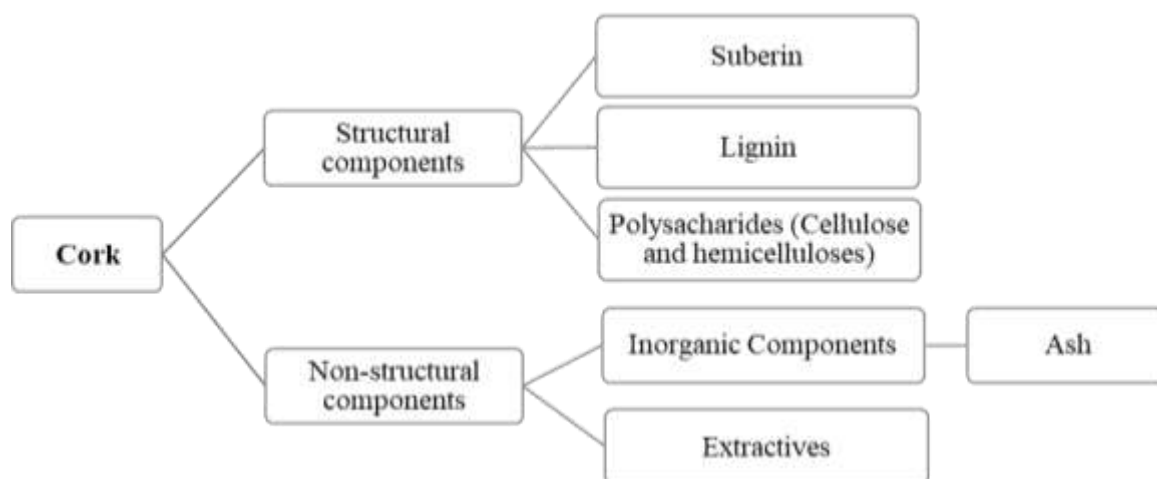 Cork
Structural
components
Suberin
Lignin
Polysacharides (Cellulose
and hemicelluloses)
Non-structural
components
Inorganic Components
Ash
Extractives